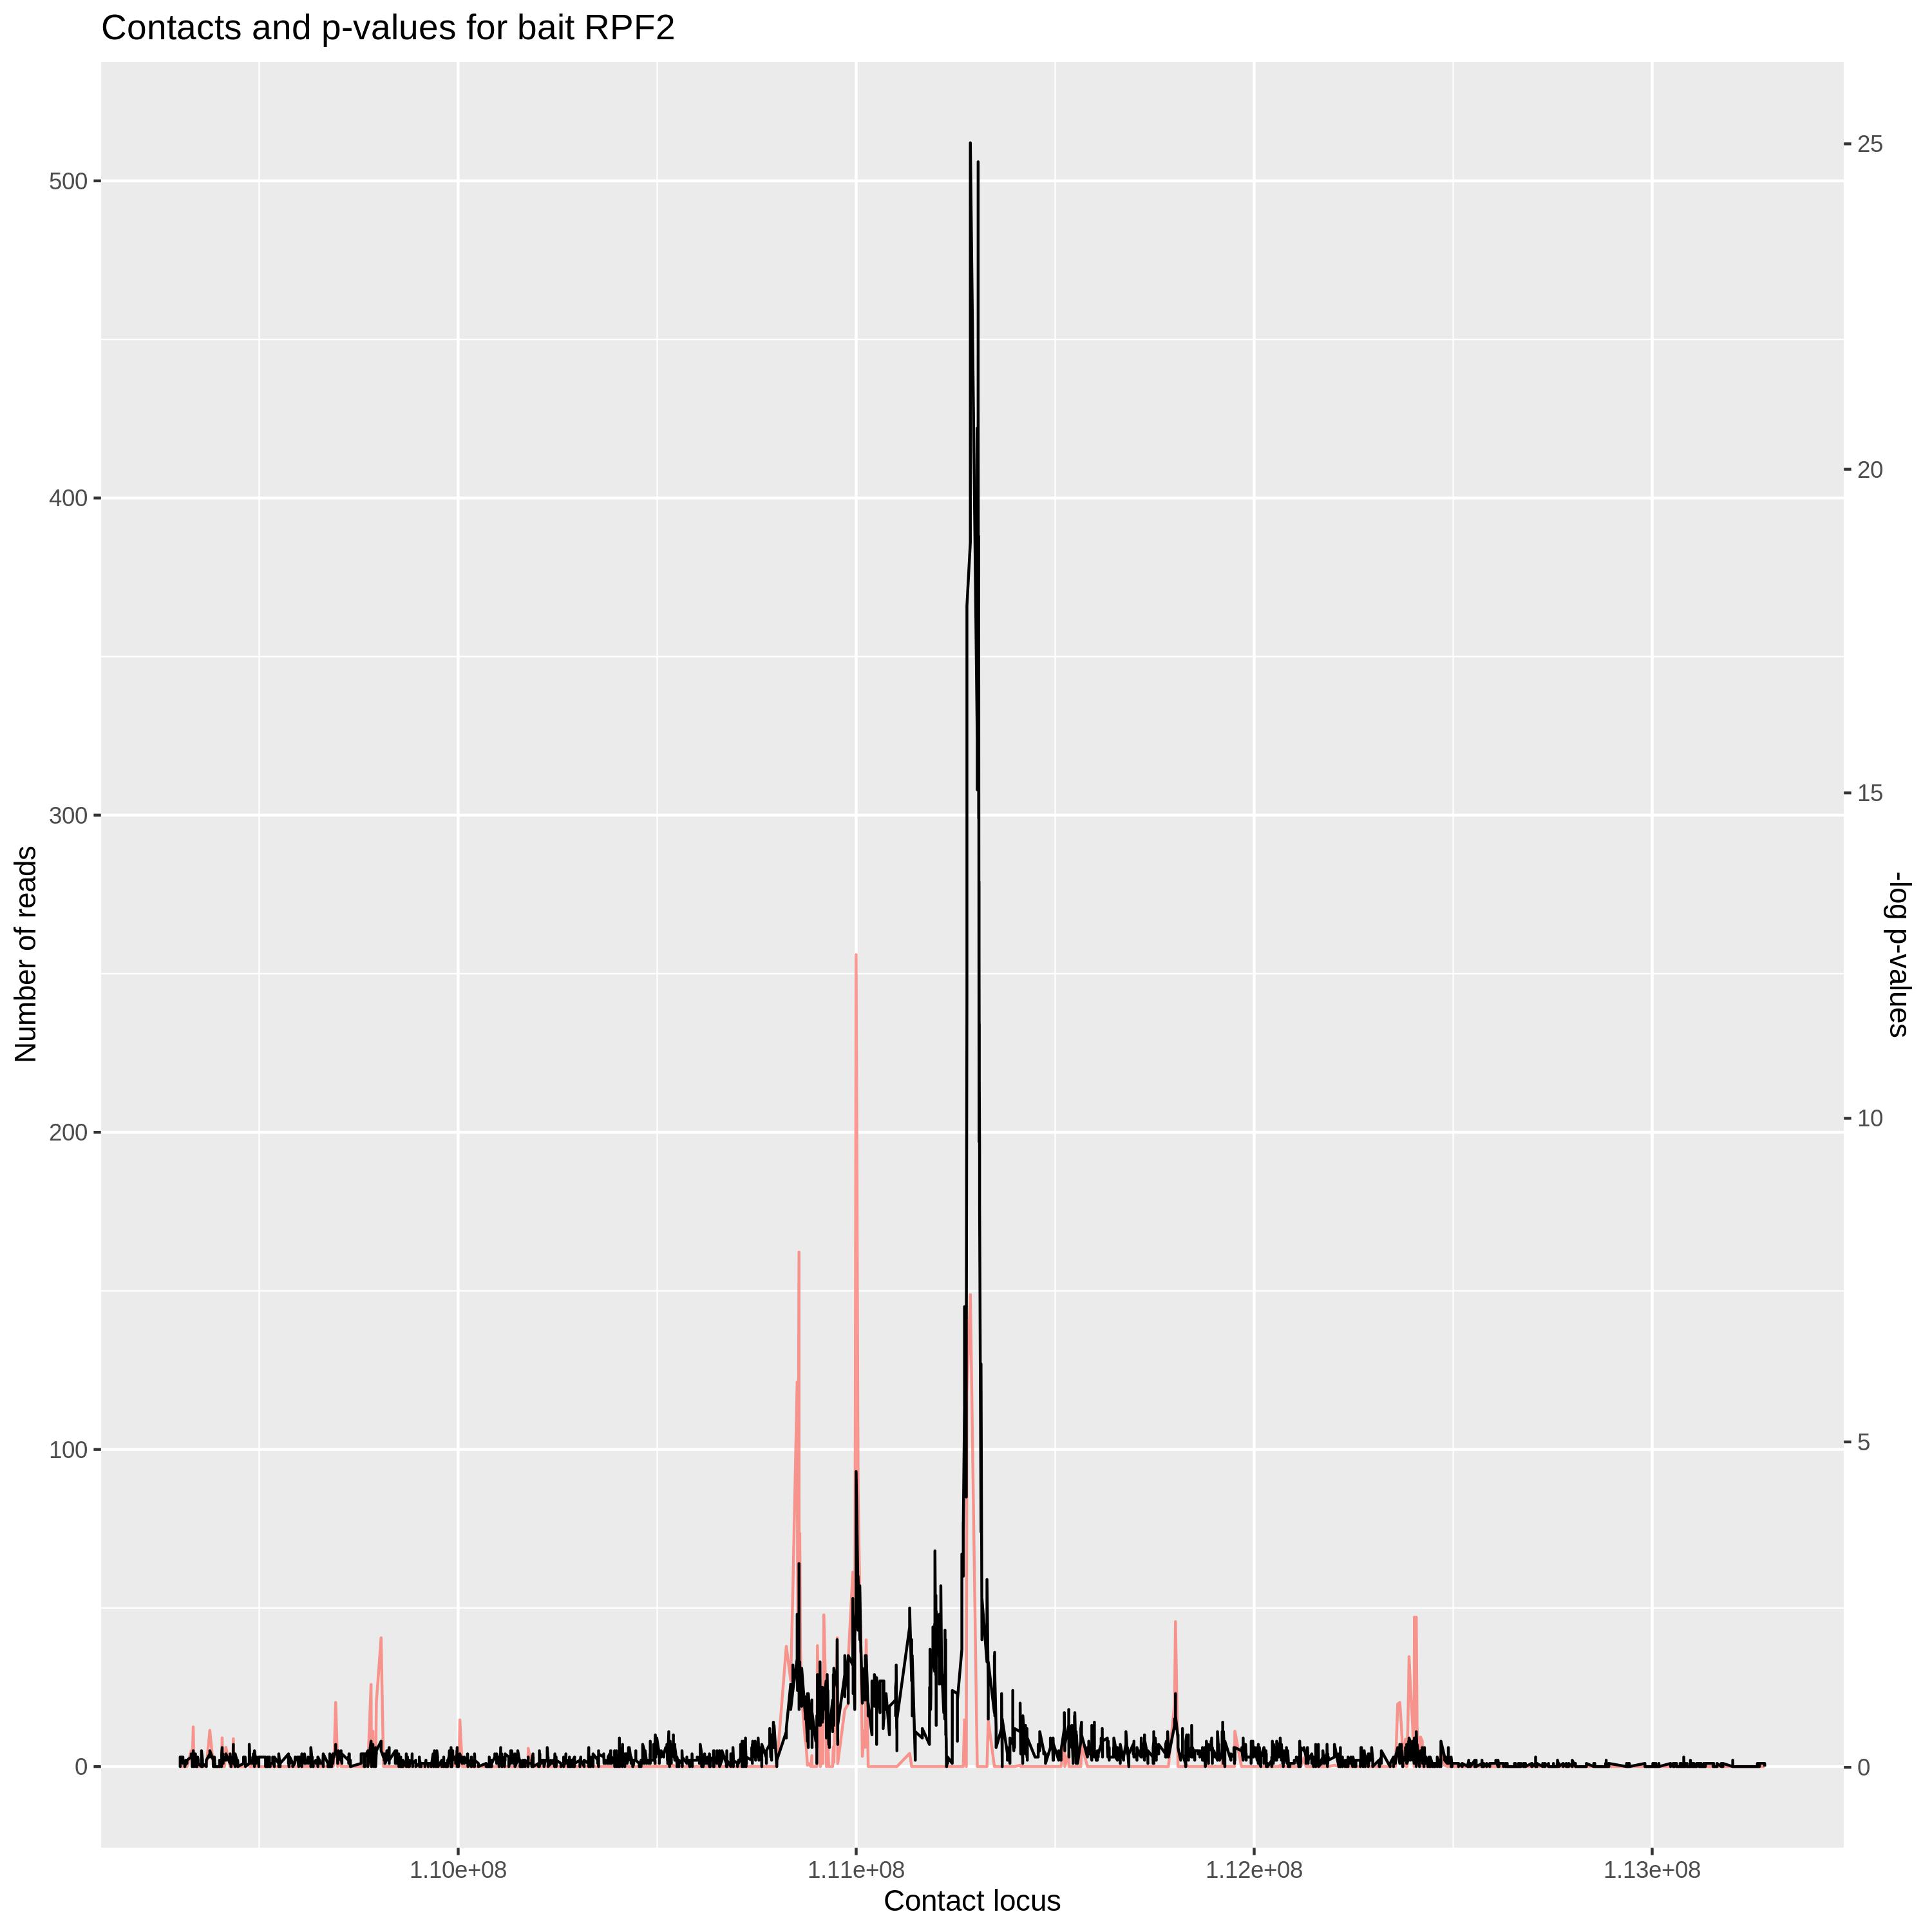 Contacts and p-values for bait RPF2
500
400
300
200
100
0
Number of reads
25
20
15
10
5
0
-log p-values
1.10e+08
1.11e+08
1.12e+08
1.13e+08
Contact locus